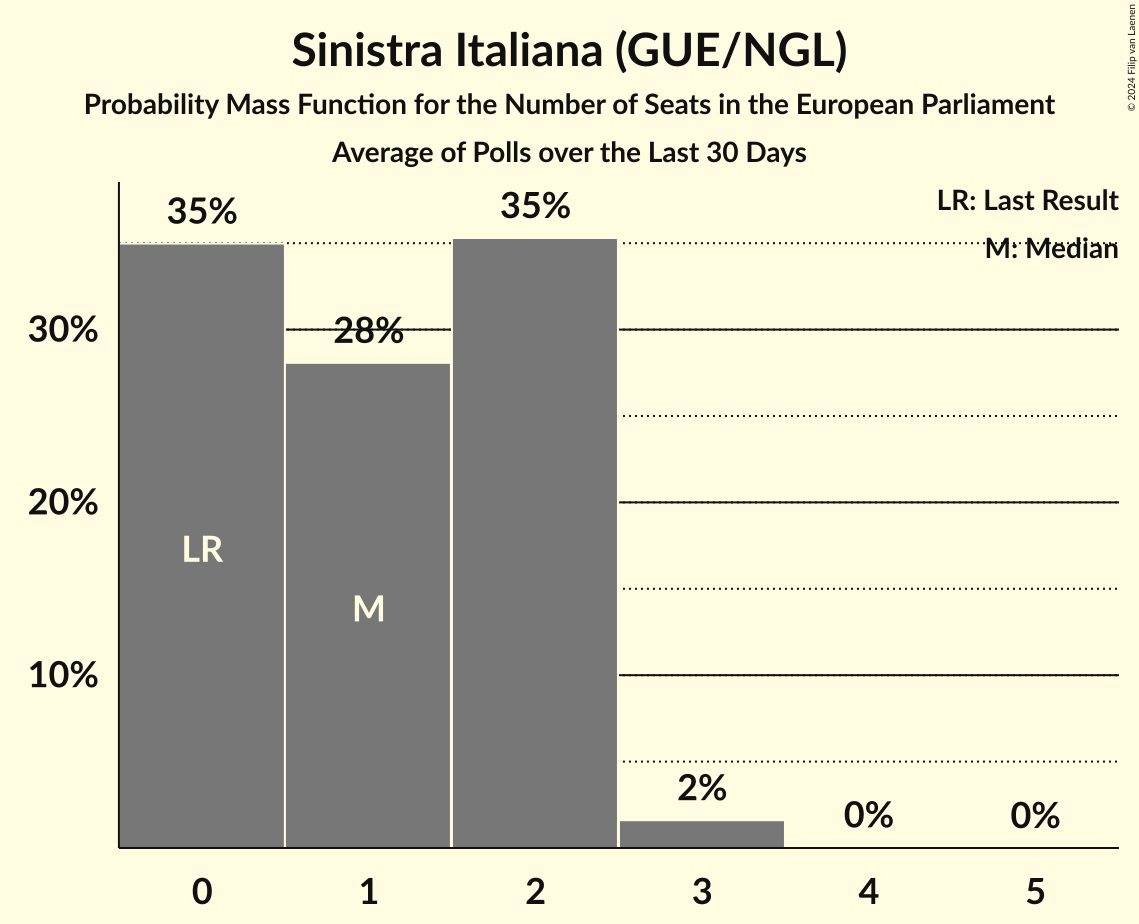 © 2024 Filip van Laenen
Sinistra Italiana (GUE/NGL)
Probability Mass Function for the Number of Seats in the European Parliament
Average of Polls over the Last 30 Days
LR: Last Result
M: Median
35%
28%
35%
2%
0%
0%
30%
20%
10%
LR
M
0 1 2 3 4 5